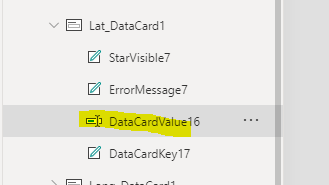 Lat_DataCard1
StarVisible7
ErrorMessage7
DataCardValue16
DataCardKey17